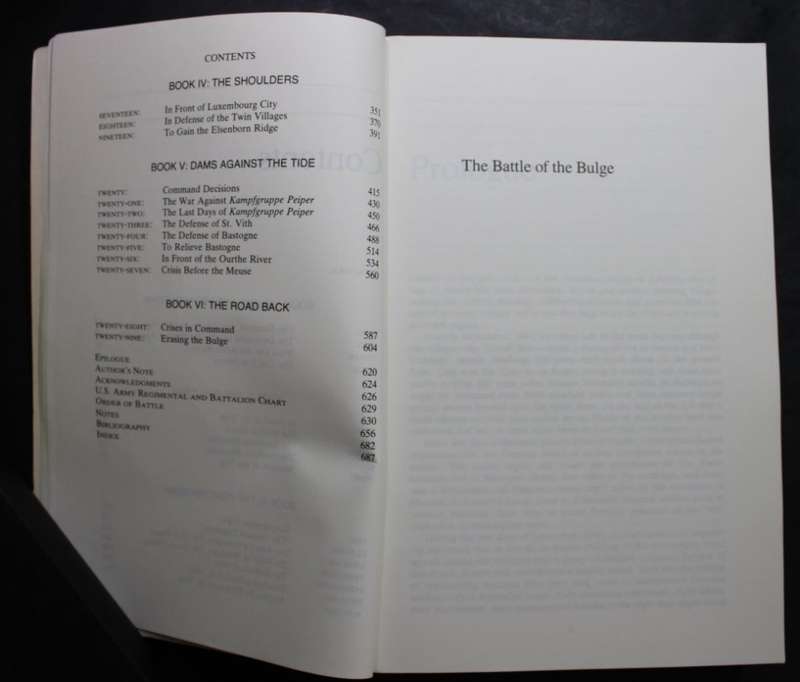 CONTENTS
BOOK IV: THE SHOULDERS
SEVENTEEN: In Front of Luxembourg City 351
EIGHTEEN: In Defense of the Twin Villages 370
NINETEEN: To Gain the Elsenborn Ridge 391
BOOK V: DAMS AGAINST THE TIDE
TWENTY: Command Decisions 415
TWENTY-ONE: The War Against Kampfgruppe Peiper 430
TWENTY-TWO: The Last Days of Kampfgruppe Peiper 450
TWENTY-THREE: The Defense of St. Vith 466
TWENTY-FOUR: The Defense of Bastogne 488
TWENTY-FIVE: To Relieve Bastogne 514
TWENTY-SIX: In Front of the Ourthe River 534
TWENTY-SEVEN: Crisis Before the Meuse 560
BOOK VI: THE ROAD BACK
TWENTY-EIGHT: Crises in Command 587
TWENTY-NINE: Erasing the Bulge 604
EPILOGUE 620
AUTHOR'S NOTE 624
ACKNOWLEDGMENTS 626
U.S. ARMY REGIMENTAL AND BATTALION CHART 629
ORDER OF BATTLE 630
NOTES 656
BIBLIOGRAPHY 682
INDEX 687
The Battle of the Bulge